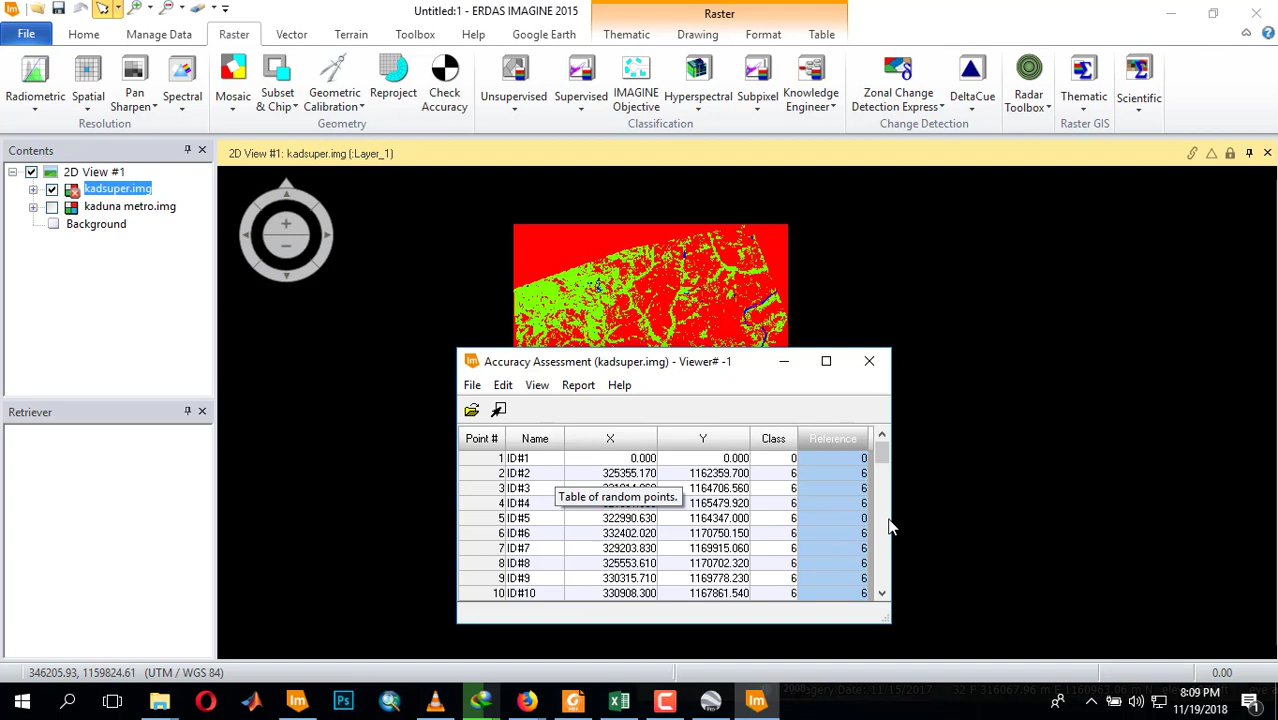 Untitled:1 - ERDAS IMAGINE 2015
Raster
File
Home
Manage Data
Raster
Vector
Terrain
Toolbox
Help
Google Earth
Thematic
Drawing
Format
Table
Radiometric
Spatial
Pan
Sharpen
Spectral
Mosaic
Subset
& Chip
Geometric
Calibration
Reproject
Check
Accuracy
Unsupervised
Supervised
IMAGINE
Objective
Hyperspectral
Subpixel
Knowledge
Engineer
Zonal Change
Detection Express
DeltaCue
Radar
Toolbox
Thematic
Scientific
Resolution
Geometry
Classification
Change Detection
Raster GIS
Contents
2D View #1: kadsuper.img (:Layer_1)
2D View #1
kadsuper.img
kaduna metro.img
Background
Retriever
Accuracy Assessment (kadsuper.img) - Viewer# -1
File Edit View Report Help
Point # Name X Y Class Reference
1 ID#1 0.000 0.000 0 0
2 ID#2 325355.170 1162359.700 6 6
3 ID#3 1164706.560 6 6
4 ID#4 1165479.920 6 6
Table of random points.
5 ID#5 322990.630 1164347.000 6 0
6 ID#6 332402.020 1170750.150 6 6
7 ID#7 329203.830 1169915.060 6 6
8 ID#8 325553.610 1170702.320 6 6
9 ID#9 330315.710 1169778.230 6 6
10 ID#10 330908.300 1167861.540 6 6
346205.93, 1159824.61 (UTM / WGS 84)
0.00
8:09 PM
11/19/2018